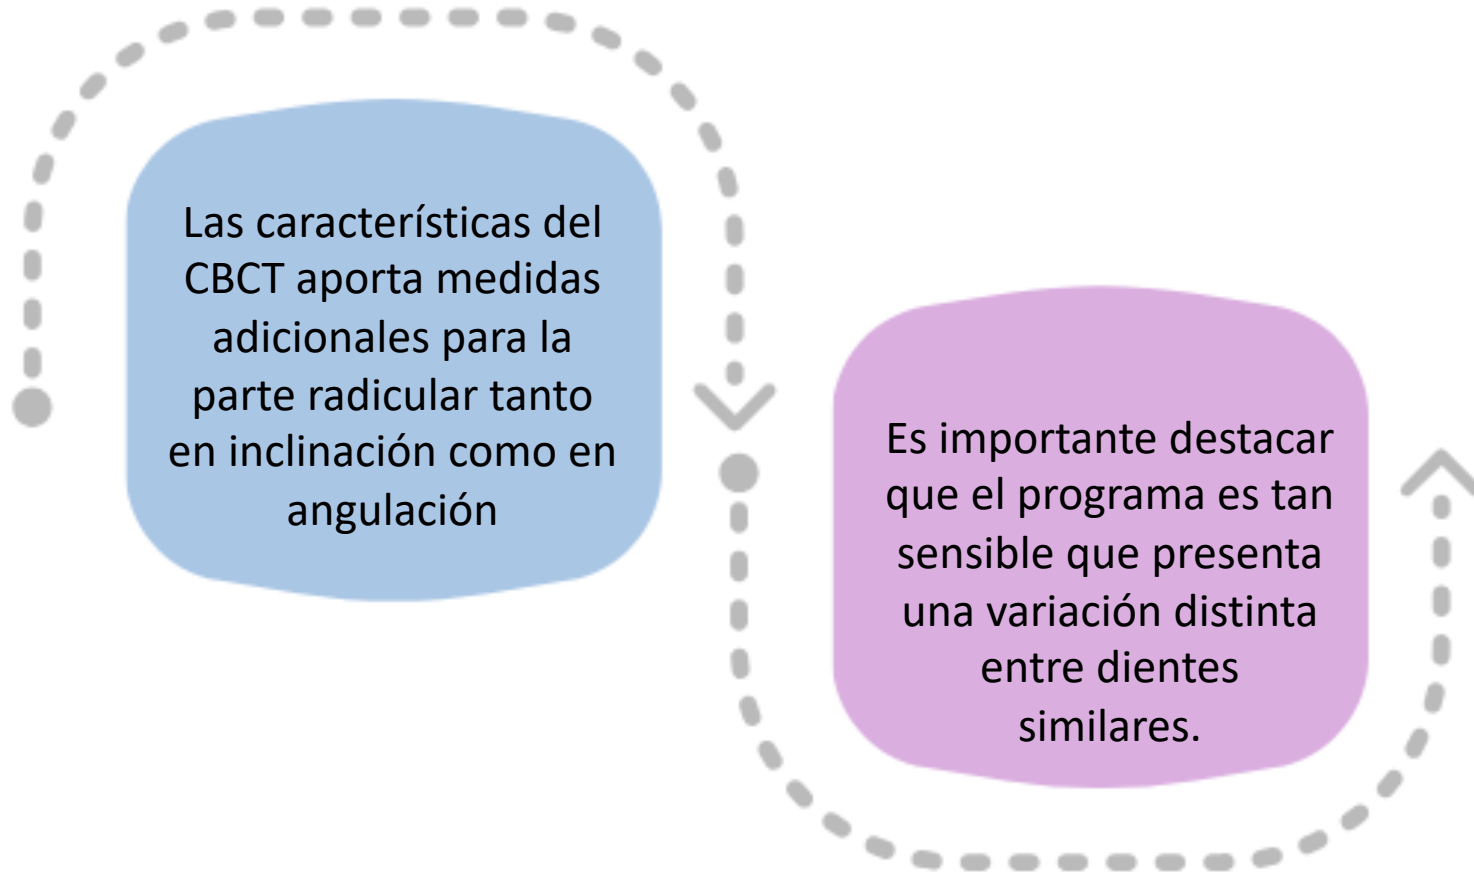 Las características del
CBCT aporta medidas
adicionales para la
parte radicular tanto
en inclinación como en
angulación
Es importante destacar
que el programa es tan
sensible que presenta
una variación distinta
entre dientes
similares.